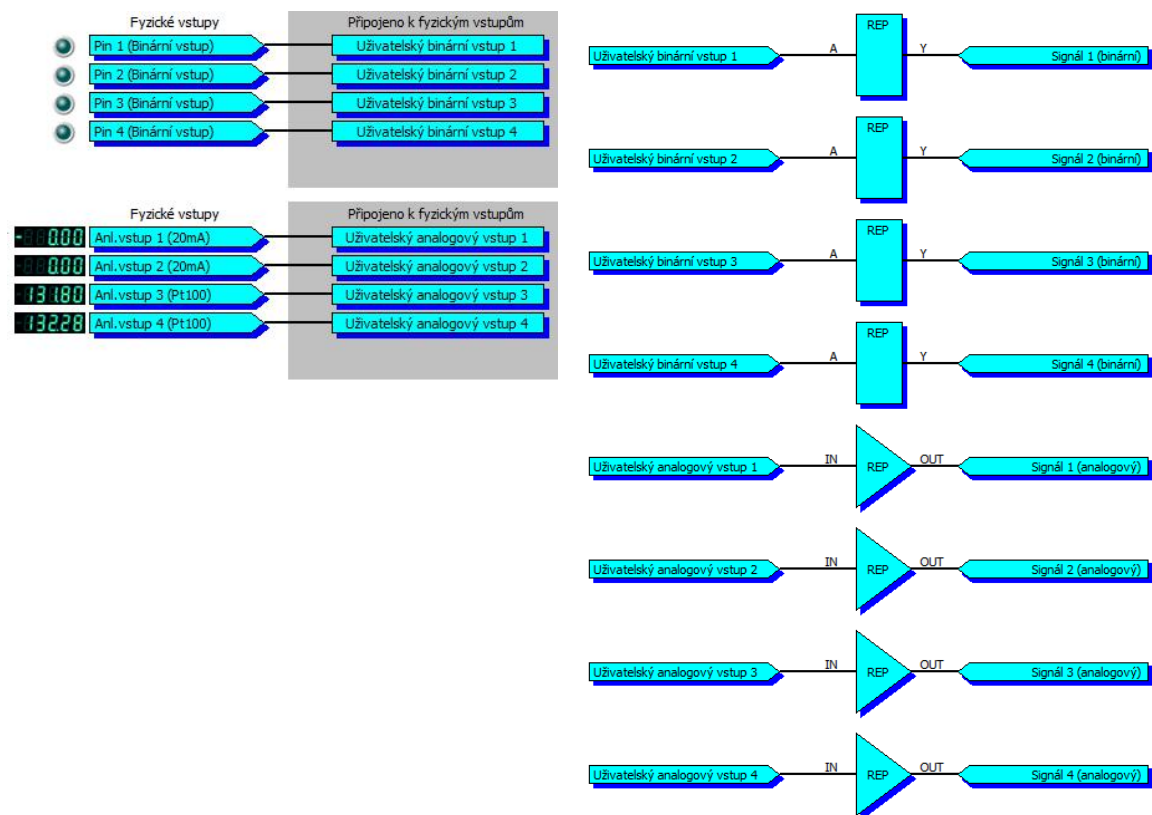 Fyzické vstupy
Připojeno k fyzickým vstupům
Pin 1 (Binární vstup)
Uživatelský binární vstup 1
Pin 2 (Binární vstup)
Uživatelský binární vstup 2
Pin 3 (Binární vstup)
Uživatelský binární vstup 3
Pin 4 (Binární vstup)
Uživatelský binární vstup 4
Fyzické vstupy
Připojeno k fyzickým vstupům
-0.00
Anl.vstup 1 (20mA)
Uživatelský analogový vstup 1
0.00
Anl.vstup 2 (20mA)
Uživatelský analogový vstup 2
-131.80
Anl.vstup 3 (Pt100)
Uživatelský analogový vstup 3
-132.28
Anl.vstup 4 (Pt100)
Uživatelský analogový vstup 4
Uživatelský binární vstup 1
A
REP
Y
Signál 1 (binární)
Uživatelský binární vstup 2
A
REP
Y
Signál 2 (binární)
Uživatelský binární vstup 3
A
REP
Y
Signál 3 (binární)
Uživatelský binární vstup 4
A
REP
Y
Signál 4 (binární)
Uživatelský analogový vstup 1
IN
REP
OUT
Signál 1 (analogový)
Uživatelský analogový vstup 2
IN
REP
OUT
Signál 2 (analogový)
Uživatelský analogový vstup 3
IN
REP
OUT
Signál 3 (analogový)
Uživatelský analogový vstup 4
IN
REP
OUT
Signál 4 (analogový)